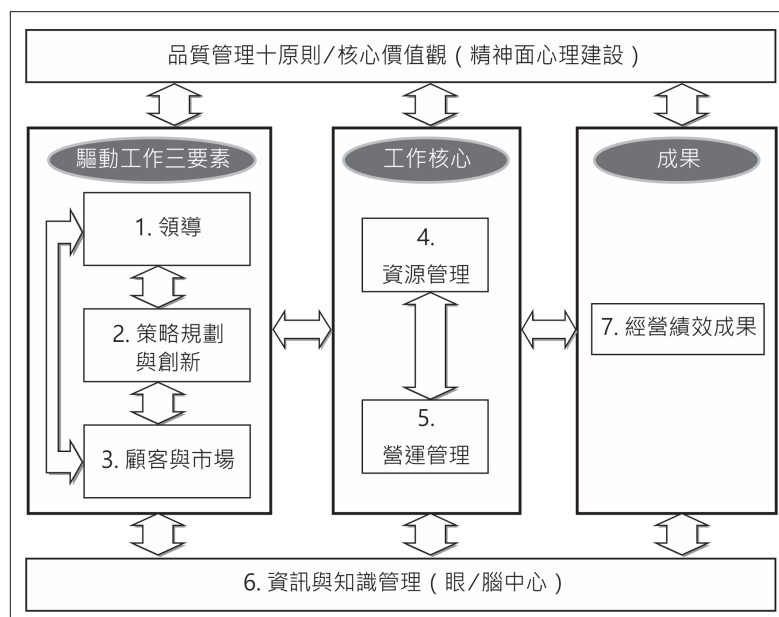 品質管理十原則/核心價值觀（精神面心理建設）
驅動工作三要素
1. 領導
2. 策略規劃
與創新
3. 顧客與市場
工作核心
4.
資源管理
5.
營運管理
成果
7. 經營績效成果
6. 資訊與知識管理（眼/腦中心）